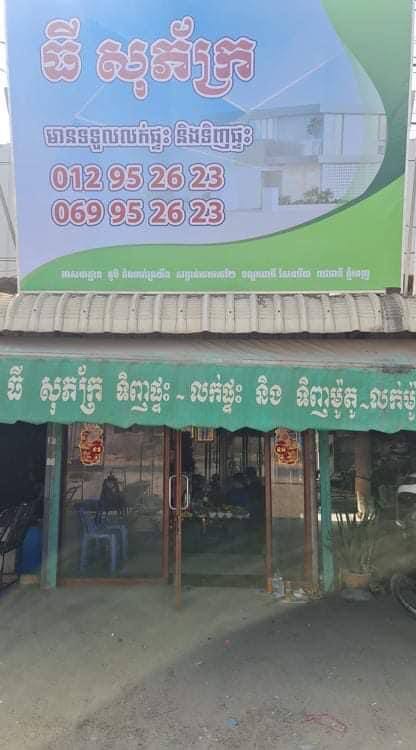 ធី សុភ័ក្រ
មានទទួលលក់ផ្ទះ និងទិញផ្ទះ
012 95 26 23
069 95 26 23
ធី សុភ័ក្រ ទិញផ្ទះ - លក់ផ្ទះ និង ទិញម៉ូតូ - លក់ម៉ូ